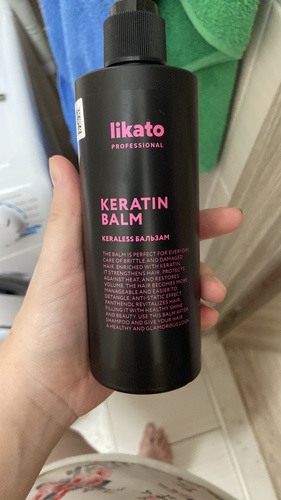 likato
PROFESSIONAL
KERATIN
BALM
KERALESS БАЛЬЗАМ
THE BALM IS PERFECT FOR EVERYDAY
CARE OF BRITTLE AND DAMAGED
HAIR. ENRICHED WITH KERATIN,
IT STRENGTHENS HAIR, PROTECTS
AGAINST HEAT, AND RESTORES
VOLUME. THE HAIR BECOMES MORE
MANAGEABLE AND EASIER TO
DETANGLE. ANTI-STATIC EFFECT
PANTHENOL REVITALIZES HAIR,
FILLING IT WITH HEALTHY SHINE
AND BEAUTY. USE THIS BALM AFTER
SHAMPOO AND GIVE YOUR HAIR
A HEALTHY AND GLAMOROUS LOOK